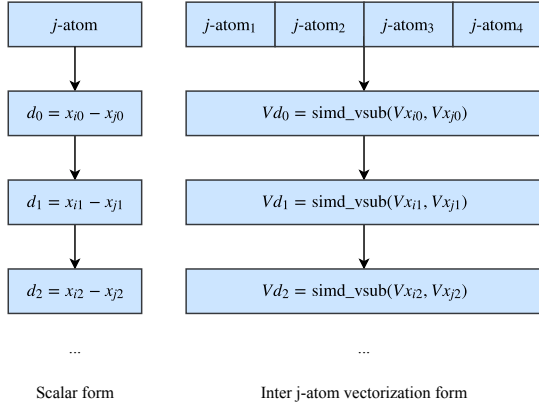 j-atom
j-atom₁ j-atom₂ j-atom₃ j-atom₄
d₀ = xᵢ₀ − xⱼ₀
Vd₀ = simd_vsub(Vxᵢ₀, Vxⱼ₀)
d₁ = xᵢ₁ − xⱼ₁
Vd₁ = simd_vsub(Vxᵢ₁, Vxⱼ₁)
d₂ = xᵢ₂ − xⱼ₂
Vd₂ = simd_vsub(Vxᵢ₂, Vxⱼ₂)
...
...
Scalar form
Inter j-atom vectorization form